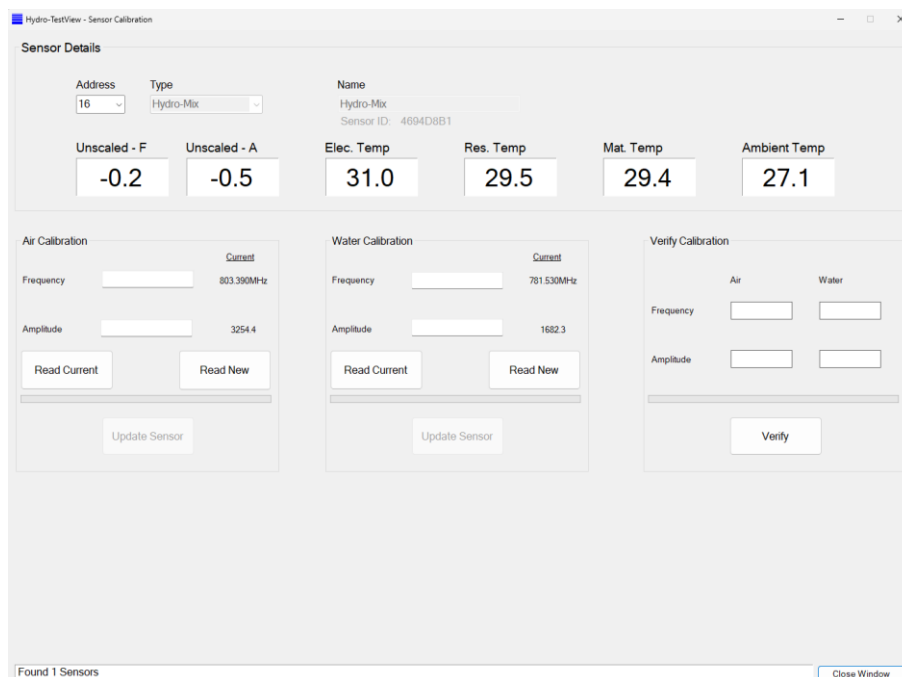 Hydro-TestView - Sensor Calibration
Sensor Details
Address Type Name
16 Hydro-Mix Hydro-Mix
Sensor ID: 4694D8B1
Unscaled - F Unscaled - A Elec. Temp Res. Temp Mat. Temp Ambient Temp
-0.2 -0.5 31.0 29.5 29.4 27.1
Air Calibration
Current
Frequency 803.390MHz
Amplitude 3254.4
Read Current Read New
Update Sensor
Water Calibration
Current
Frequency 781.530MHz
Amplitude 1682.3
Read Current Read New
Update Sensor
Verify Calibration
Air Water
Frequency
Amplitude
Verify
Found 1 Sensors
Close Window